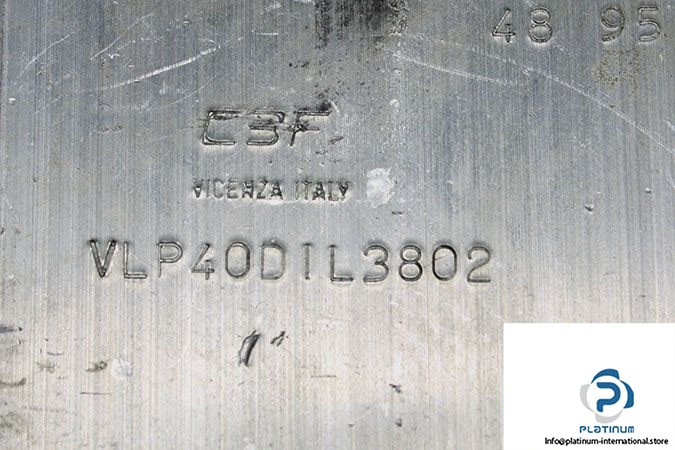 48 95
CBF
VICENZA ITALY
VLP40DIL3802
P
PLATINUM
Info@platinum-international.store